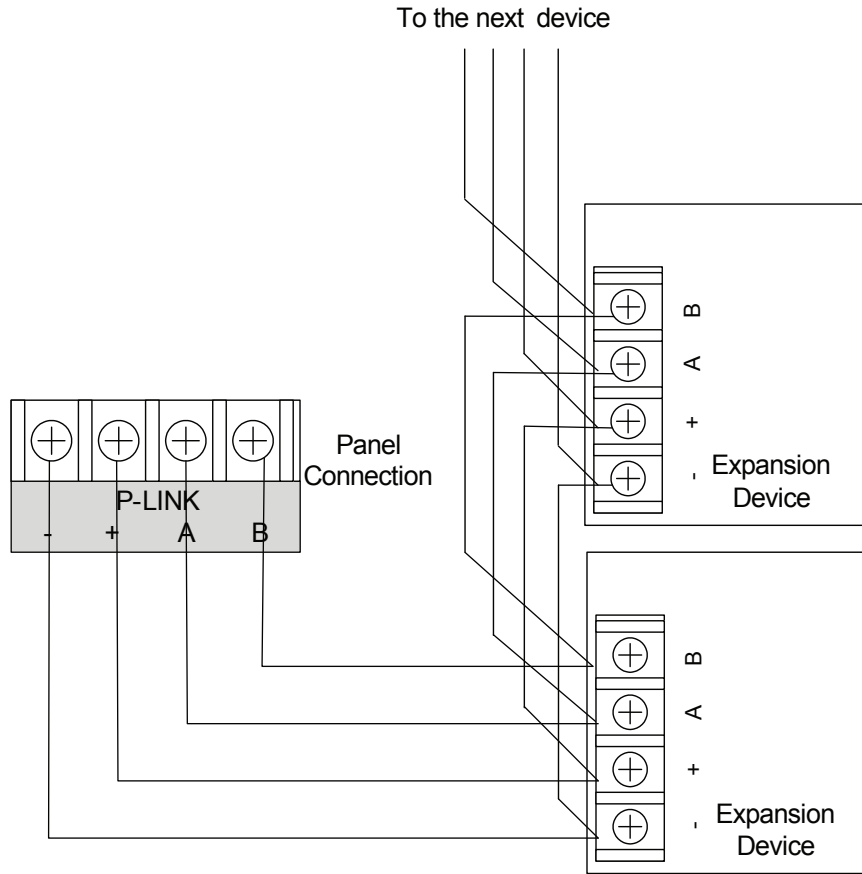 To the next device
B
A
+
-
Expansion
Device
Panel
Connection
P-LINK
- + A B
B
A
+
-
Expansion
Device